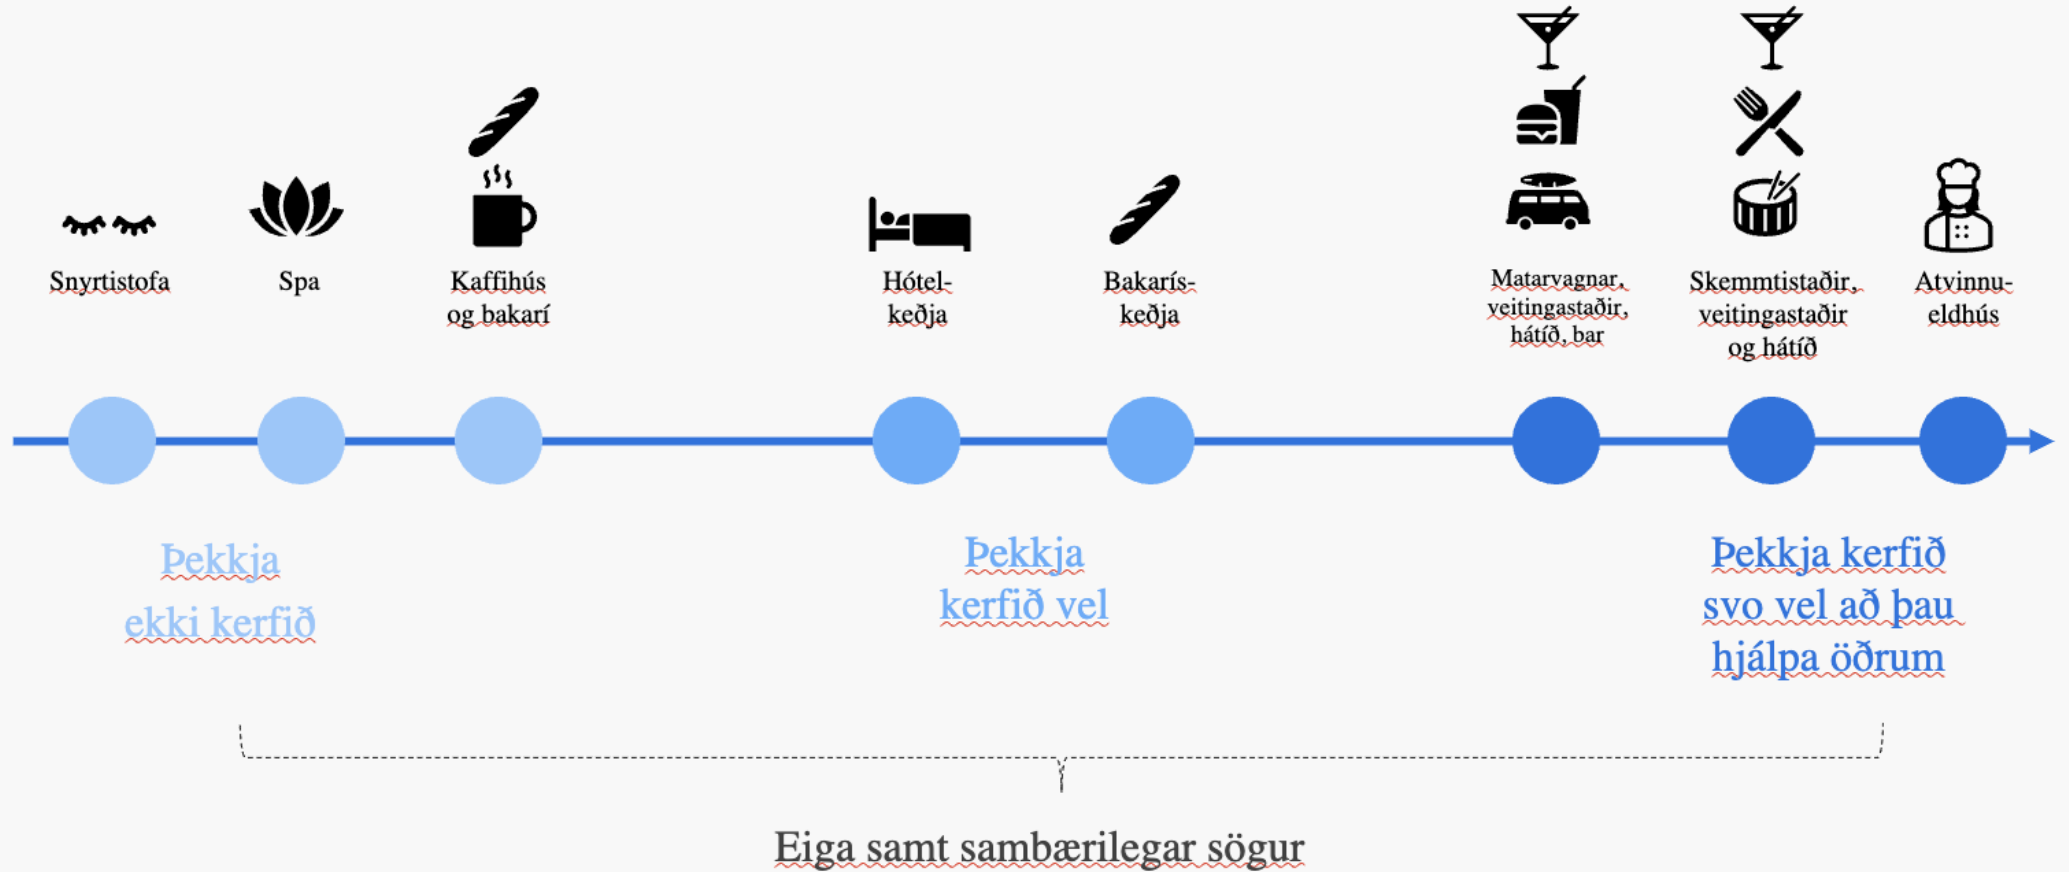 Snyrtistofa
Spa
Kaffihús
og bakarí
Hótel-
keðja
Bakarís-
keðja
Matarvagnar,
veitingastaðir,
hátíð, bar
Skemmtistaðir,
veitingastaðir
og hátíð
Atvinnu-
eldhús
Þekkja
ekki kerfið
Þekkja
kerfið vel
Þekkja kerfið
svo vel að þau
hjálpa öðrum
Eiga samt sambærilegar sögur